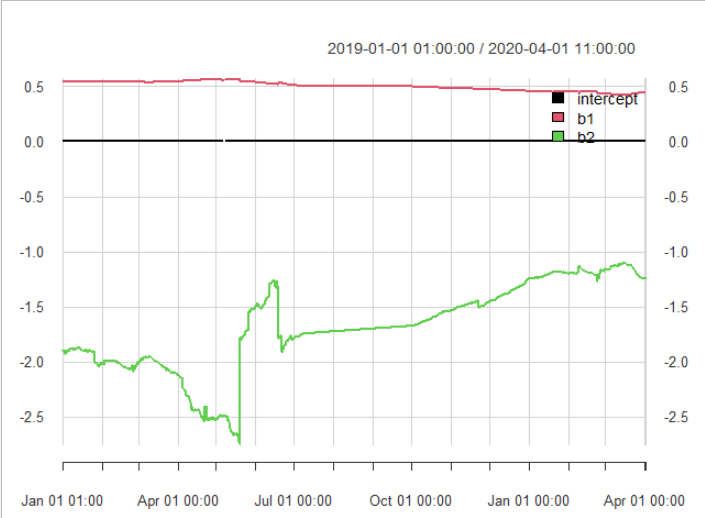 2019-01-01 01:00:00 / 2020-04-01 11:00:00
0.5 0.5
intercept
b1
0.0 0.0
b2
-0.5 -0.5
-1.0 -1.0
-1.5 -1.5
-2.0 -2.0
-2.5 -2.5
Jan 01 01:00 Apr 01 00:00 Jul 01 00:00 Oct 01 00:00 Jan 01 00:00 Apr 01 00:00